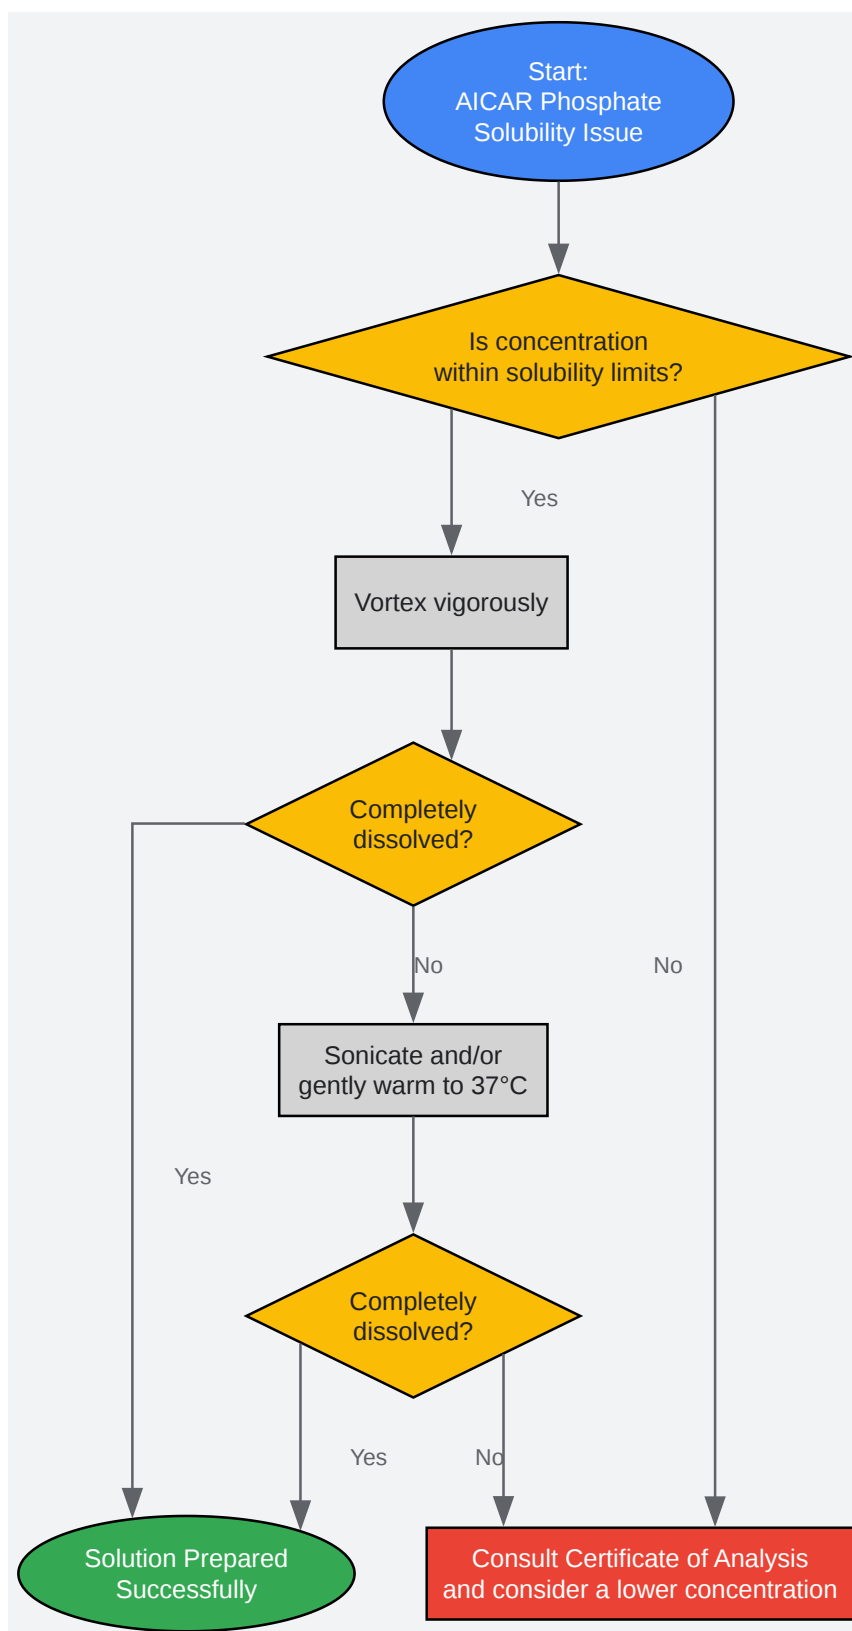 Start:
AICAR Phosphate
Solubility Issue
Is concentration
within solubility limits?
Yes
Vortex vigorously
Completely
dissolved?
No
No
Sonicate and/or
gently warm to 37°C
Yes
Completely
dissolved?
Yes
No
Solution Prepared
Successfully
Consult Certificate of Analysis
and consider a lower concentration